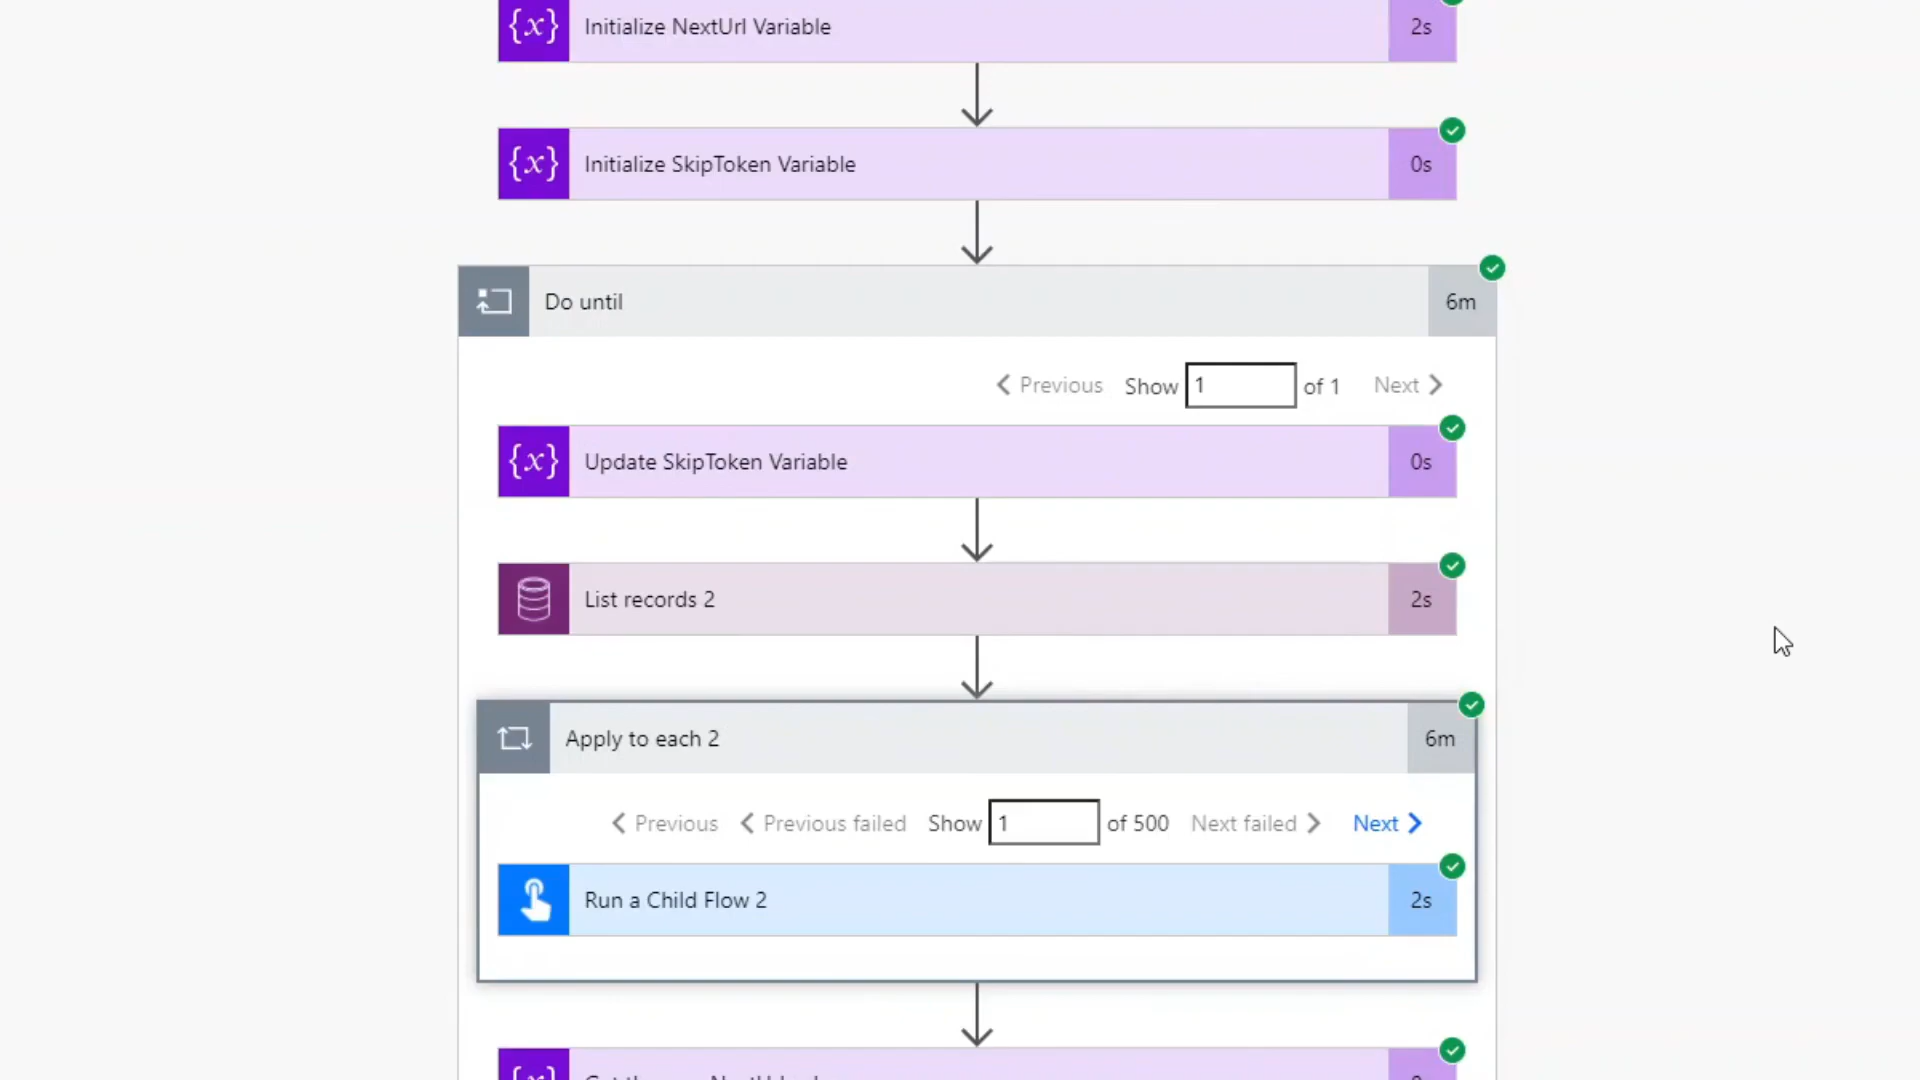 {x} Initialize NextUrl Variable 2s
{x} Initialize SkipToken Variable 0s
Do until 6m
Previous Show 1 of 1 Next
{x} Update SkipToken Variable 0s
List records 2 2s
Apply to each 2 6m
Previous Previous failed Show 1 of 500 Next failed Next
Run a Child Flow 2 2s
{x}